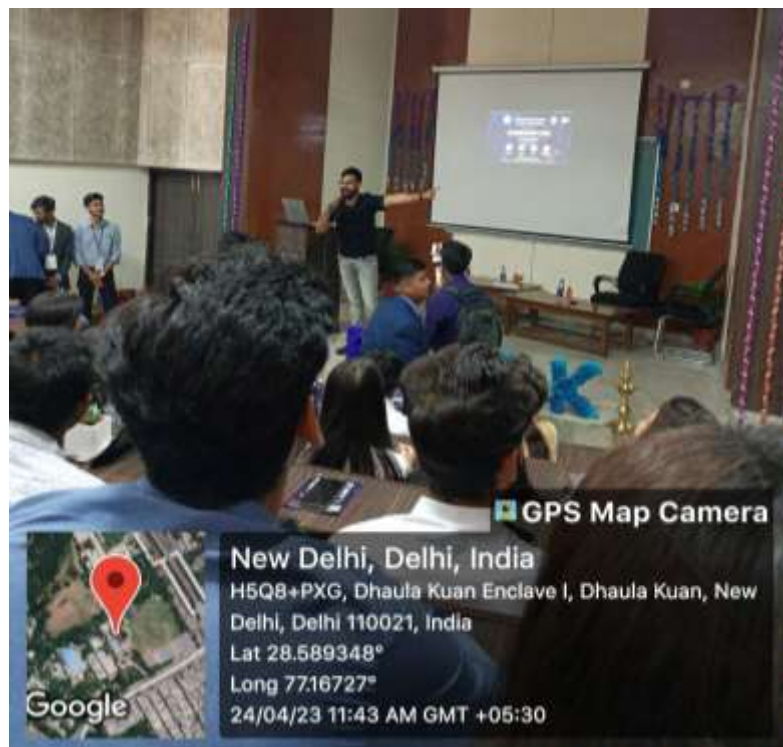 K
GPS Map Camera
New Delhi, Delhi, India
H5Q8+PXG, Dhaula Kuan Enclave I, Dhaula Kuan, New
Delhi, Delhi 110021, India
Lat 28.589348°
Long 77.16727°
24/04/23 11:43 AM GMT +05:30
Google